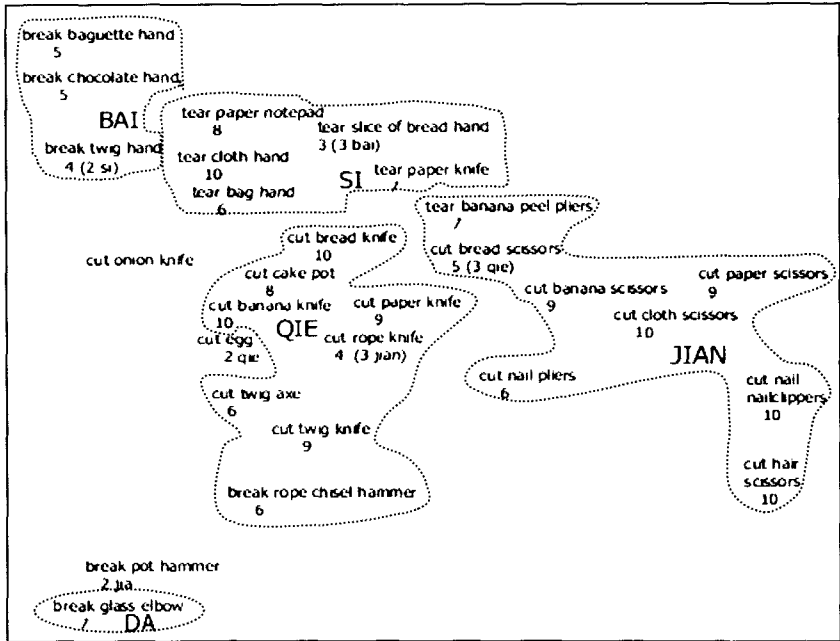 break baguette hand
5
break chocolate hand
5
BAI
break twig hand
4 (2 si)
tear paper notepad
8
tear slice of bread hand
3 (3 bai)
tear cloth hand
10
SI
tear paper knife
7
tear bag hand
6
tear banana peel pliers
7
cut bread knife
10
cut bread scissors
5 (3 qie)
cut onion knife
cut cake pot
8
cut banana scissors
9
cut paper scissors
9
cut banana knife
10
cut paper knife
9
QIE
cut cloth scissors
10
cut egg
2 qie
cut rope knife
4 (3 jian)
JIAN
cut nail pliers
6
cut nail
nailclippers
10
cut twig axe
6
cut twig knife
9
cut hair
scissors
10
break rope chisel hammer
6
break pot hammer
2 jia
break glass elbow
7
DA